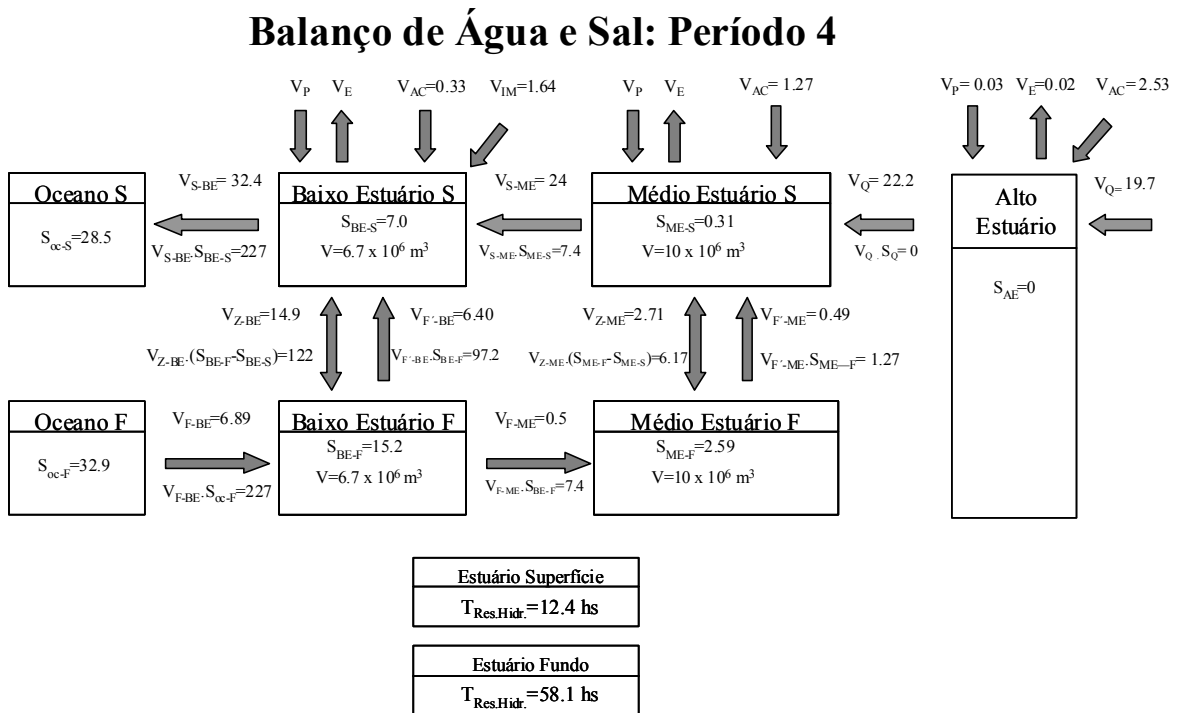 Balanço de Água e Sal: Período 4
V_P V_E V_AC=0.33 V_IM=1.64 V_P V_E V_AC= 1.27 V_P= 0.03 V_E=0.02 V_AC=2.53
Oceano S
S_oc-S=28.5
V_S-BE= 32.4
V_S-BE.S_BE-S=227
Baixo Estuário S
S_BE-S=7.0
V=6.7 x 10^6 m^3
V_S-ME= 24
V_S-ME.S_ME-S=7.4
Médio Estuário S
S_ME-S=0.31
V=10 x 10^6 m^3
V_Q= 22.2
V_Q . S_Q= 0
Alto
Estuário
S_AE=0
V_Q= 19.7
V_Z-BE=14.9
V_Z-BE.(S_BE-F-S_BE-S)=122
V_F´-BE=6.40
V_F´-BE.S_BE-F=97.2
V_Z-ME=2.71
V_Z-ME.(S_ME-F-S_ME-S)=6.17
V_F´-ME= 0.49
V_F´-ME.S_ME—F= 1.27
Oceano F
S_oc-F=32.9
V_F-BE=6.89
V_F-BE.S_oc-F=227
Baixo Estuário F
S_BE-F=15.2
V=6.7 x 10^6 m^3
V_F-ME=0.5
V_F-ME.S_BE-F=7.4
Médio Estuário F
S_ME-F=2.59
V=10 x 10^6 m^3
Estuário Superfície
T_Res.Hidr.=12.4 hs
Estuário Fundo
T_Res.Hidr.=58.1 hs